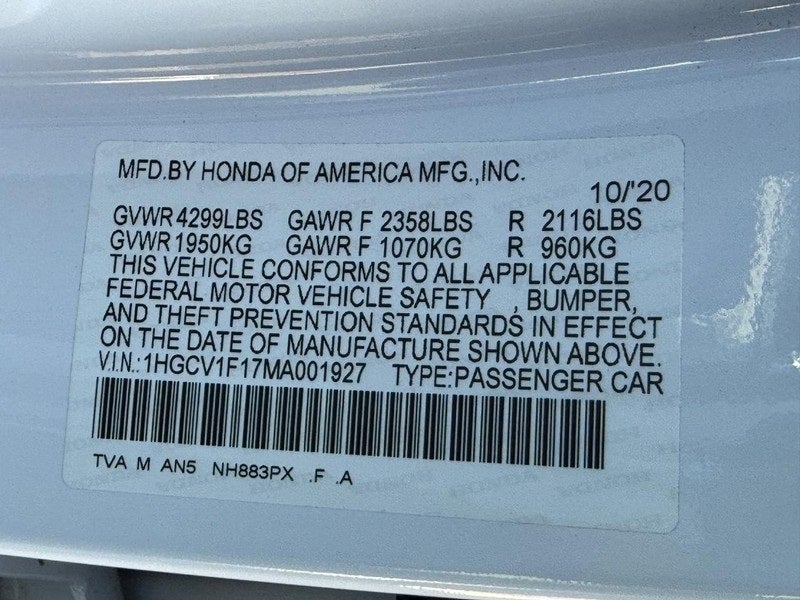 MFD.BY HONDA OF AMERICA MFG.,INC.
10/'20
GVWR 4299LBS GAWR F 2358LBS R 2116LBS
GVWR 1950KG GAWR F 1070KG R 960KG
THIS VEHICLE CONFORMS TO ALL APPLICABLE
FEDERAL MOTOR VEHICLE SAFETY , BUMPER,
AND THEFT PREVENTION STANDARDS IN EFFECT
ON THE DATE OF MANUFACTURE SHOWN ABOVE.
V.I.N.:1HGCV1F17MA001927 TYPE:PASSENGER CAR
TVA M AN5 NH883PX .F .A